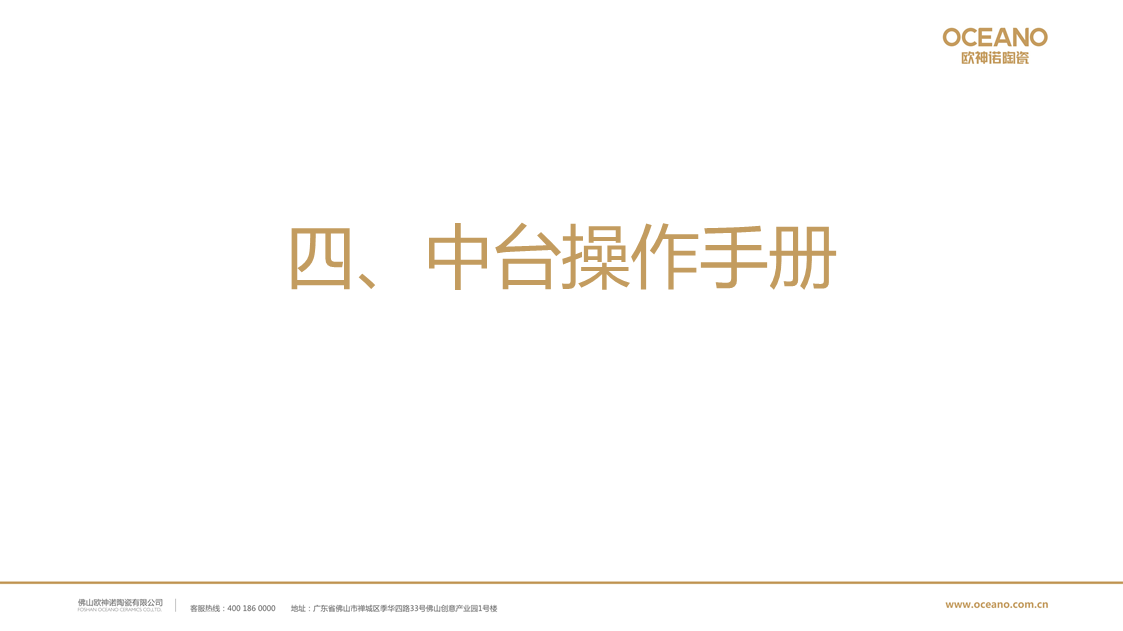 OCEANO
欧神诺陶瓷
四、中台操作手册
佛山欧神诺陶瓷有限公司
FOSHAN OCEANO CERAMICS CO.,LTD.
客服热线：400 186 0000 地址：广东省佛山市禅城区季华四路33号佛山创意产业园1号楼
www.oceano.com.cn